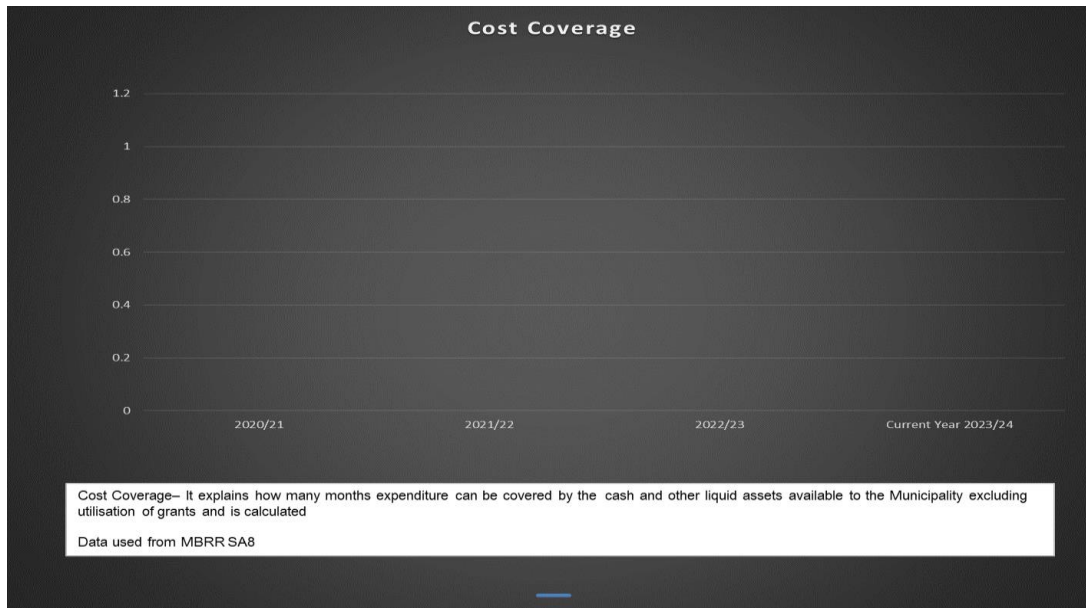 Cost Coverage
1.2
1
0.8
0.6
0.4
0.2
0
2020/21 2021/22 2022/23 Current Year 2023/24
Cost Coverage– It explains how many months expenditure can be covered by the cash and other liquid assets available to the Municipality excluding
utilisation of grants and is calculated
Data used from MBRR SA8